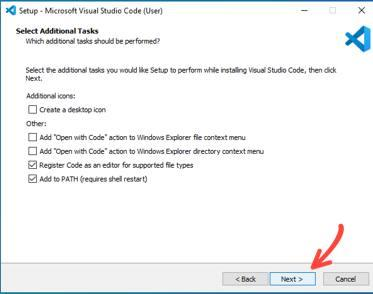 Setup - Microsoft Visual Studio Code (User)
Select Additional Tasks
Which additional tasks should be performed?
Select the additional tasks you would like Setup to perform while installing Visual Studio Code, then click
Next.
Additional icons:
Create a desktop icon
Other:
Add "Open with Code" action to Windows Explorer file context menu
Add "Open with Code" action to Windows Explorer directory context menu
Register Code as an editor for supported file types
Add to PATH (requires shell restart)
< Back Next > Cancel